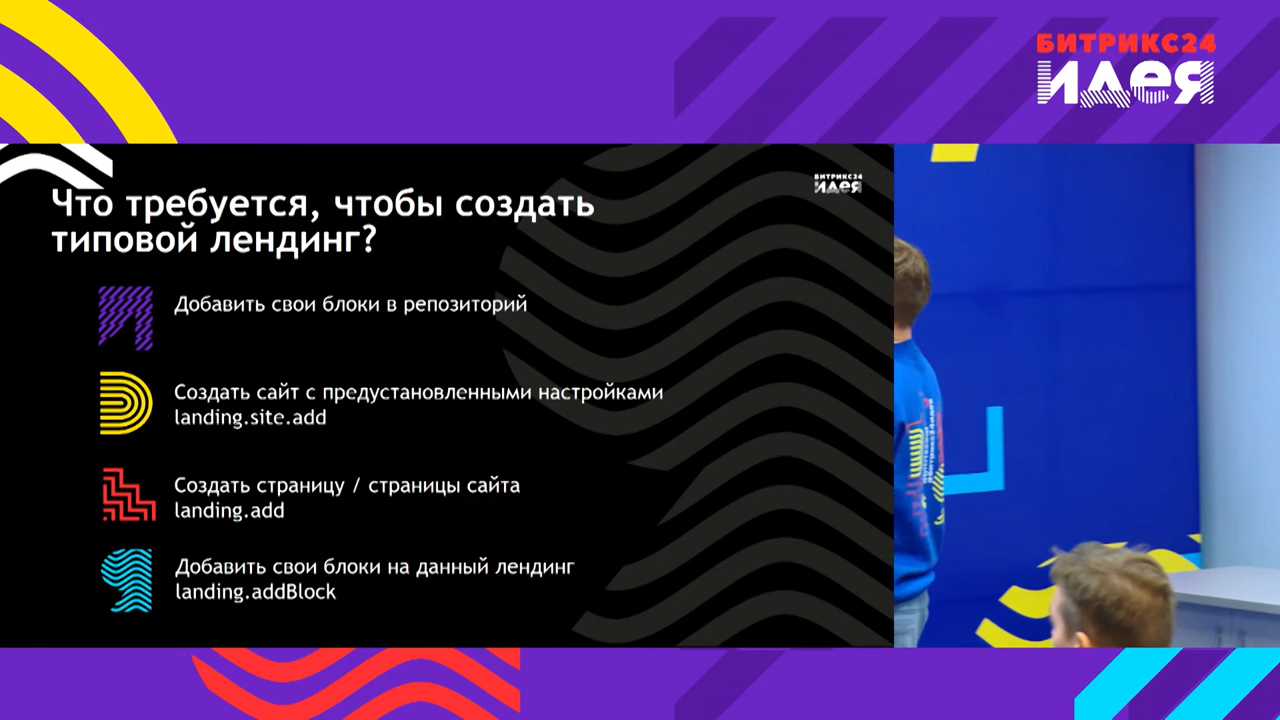 БИТРИКС24
ИДЕЯ
БИТРИКС24
ИДЕЯ
Что требуется, чтобы создать
типовой лендинг?
Добавить свои блоки в репозиторий
Создать сайт с предустановленными настройками
landing.site.add
Создать страницу / страницы сайта
landing.add
Добавить свои блоки на данный лендинг
landing.addBlock